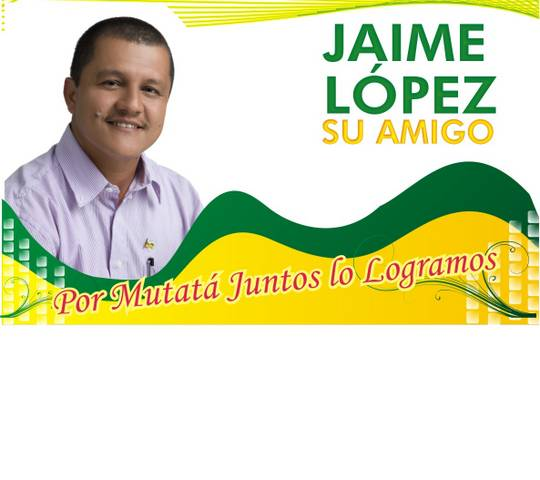 JAIME
LÓPEZ
SU AMIGO
Por Mutatá Juntos lo Logramos